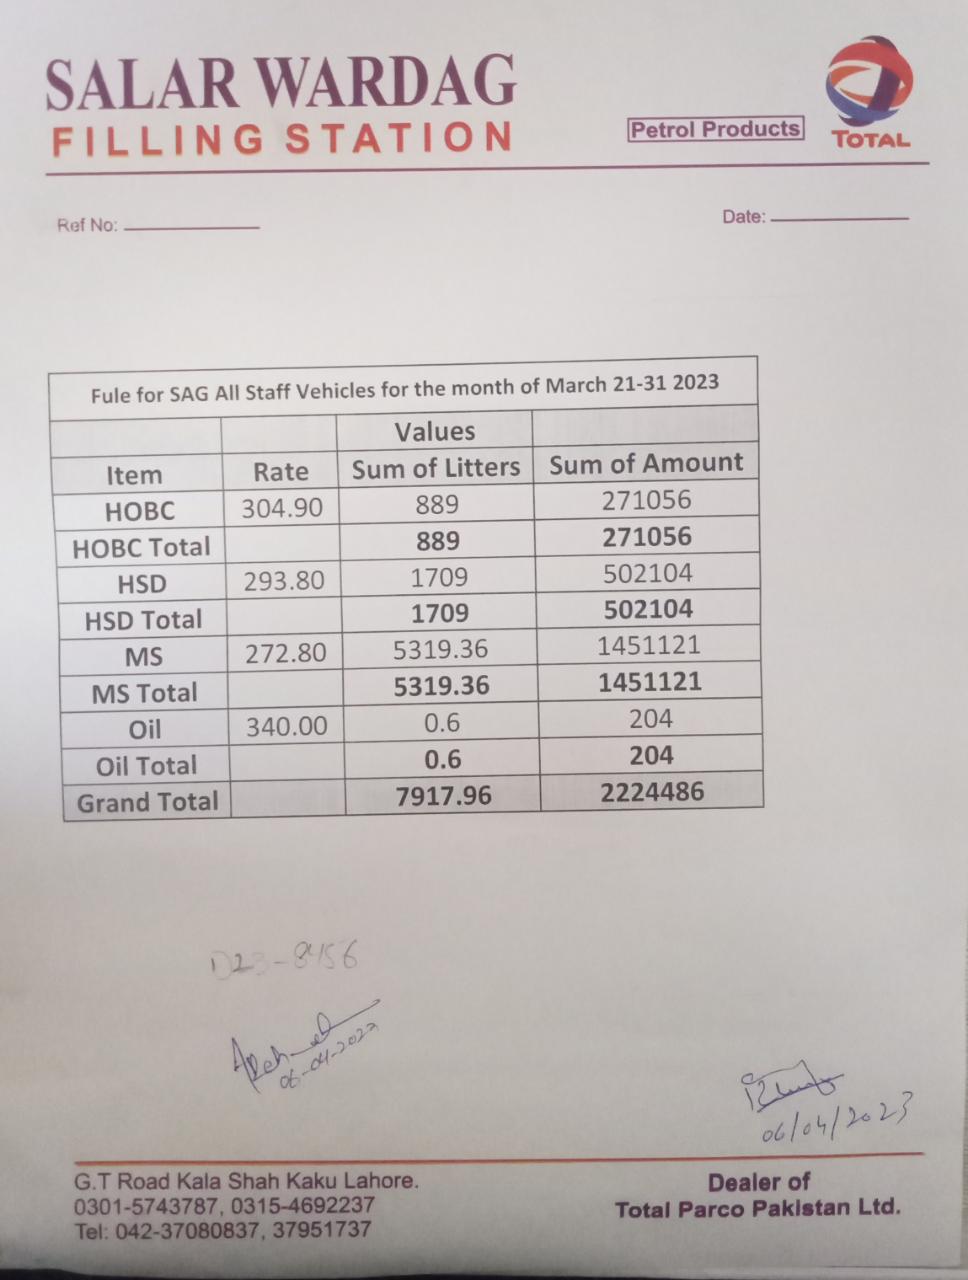 SALAR WARDAG
FILLING STATION
Petrol Products
TOTAL
Ref No:
Date:
Fule for SAG All Staff Vehicles for the month of March 21-31 2023
Values
Item Rate Sum of Litters Sum of Amount
HOBC 304.90 889 271056
HOBC Total 889 271056
HSD 293.80 1709 502104
HSD Total 1709 502104
MS 272.80 5319.36 1451121
MS Total 5319.36 1451121
Oil 340.00 0.6 204
Oil Total 0.6 204
Grand Total 7917.96 2224486
D23-8456
06-04-2023
06/04/2023
G.T Road Kala Shah Kaku Lahore.
0301-5743787, 0315-4692237
Tel: 042-37080837, 37951737
Dealer of
Total Parco Pakistan Ltd.